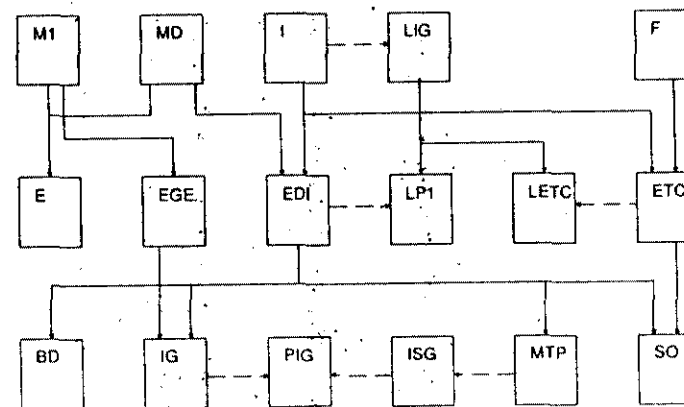 M1 MD I LIG F
E EGE EDI LP1 LETC ETC
BD IG PIG ISG MTP SO